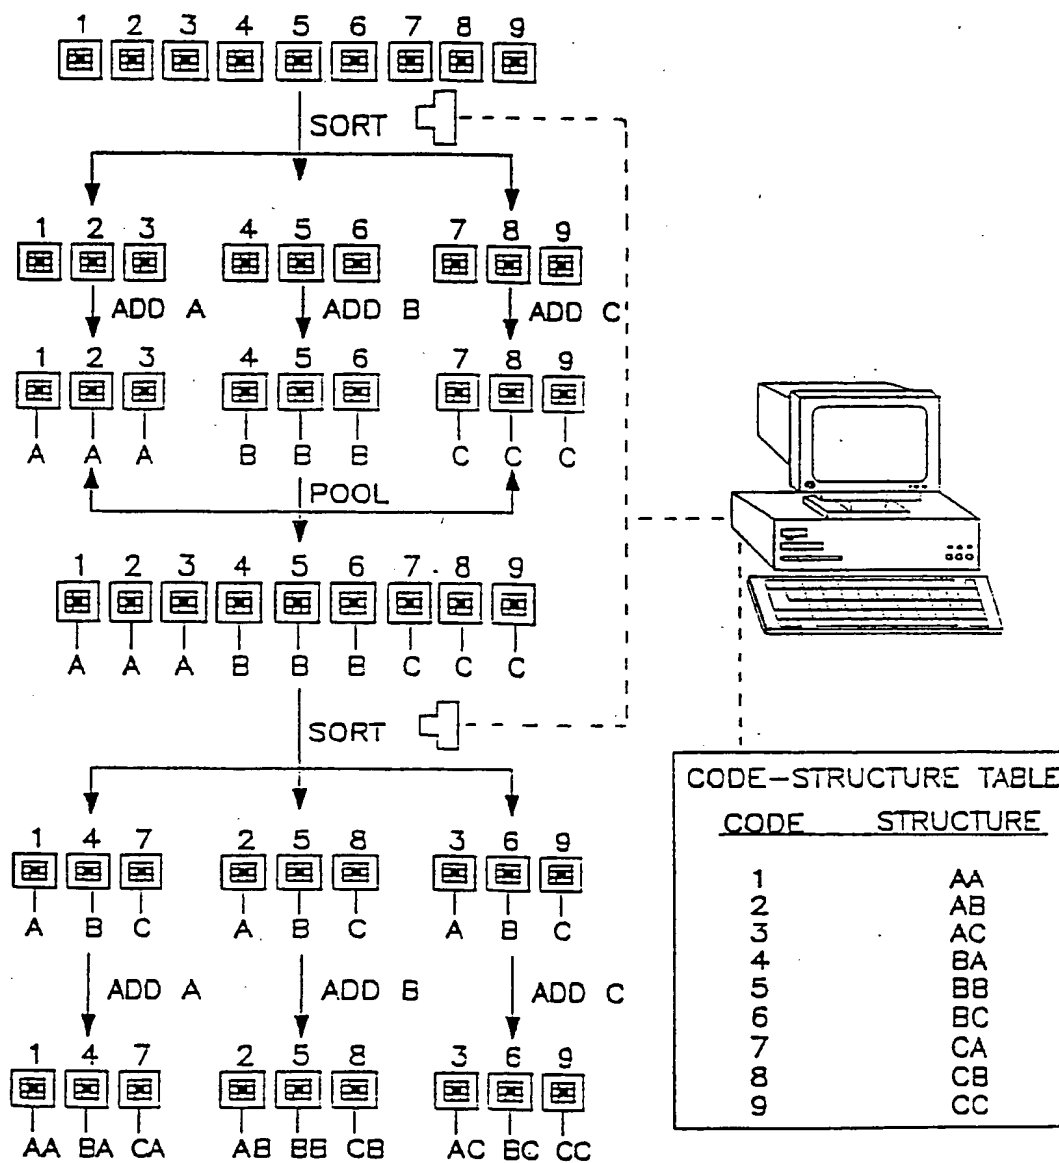 1 2 3 4 5 6 7 8 9
SORT
1 2 3 4 5 6 7 8 9
ADD A ADD B ADD C
1 2 3 4 5 6 7 8 9
A A A B B B C C C
POOL
1 2 3 4 5 6 7 8 9
A A A B B B C C C
SORT
1 4 7 2 5 8 3 6 9
A B C A B C A B C
ADD A ADD B ADD C
1 4 7 2 5 8 3 6 9
AA BA CA AB BB CB AC BC CC
CODE-STRUCTURE TABLE
CODE STRUCTURE
1 AA
2 AB
3 AC
4 BA
5 BB
6 BC
7 CA
8 CB
9 CC